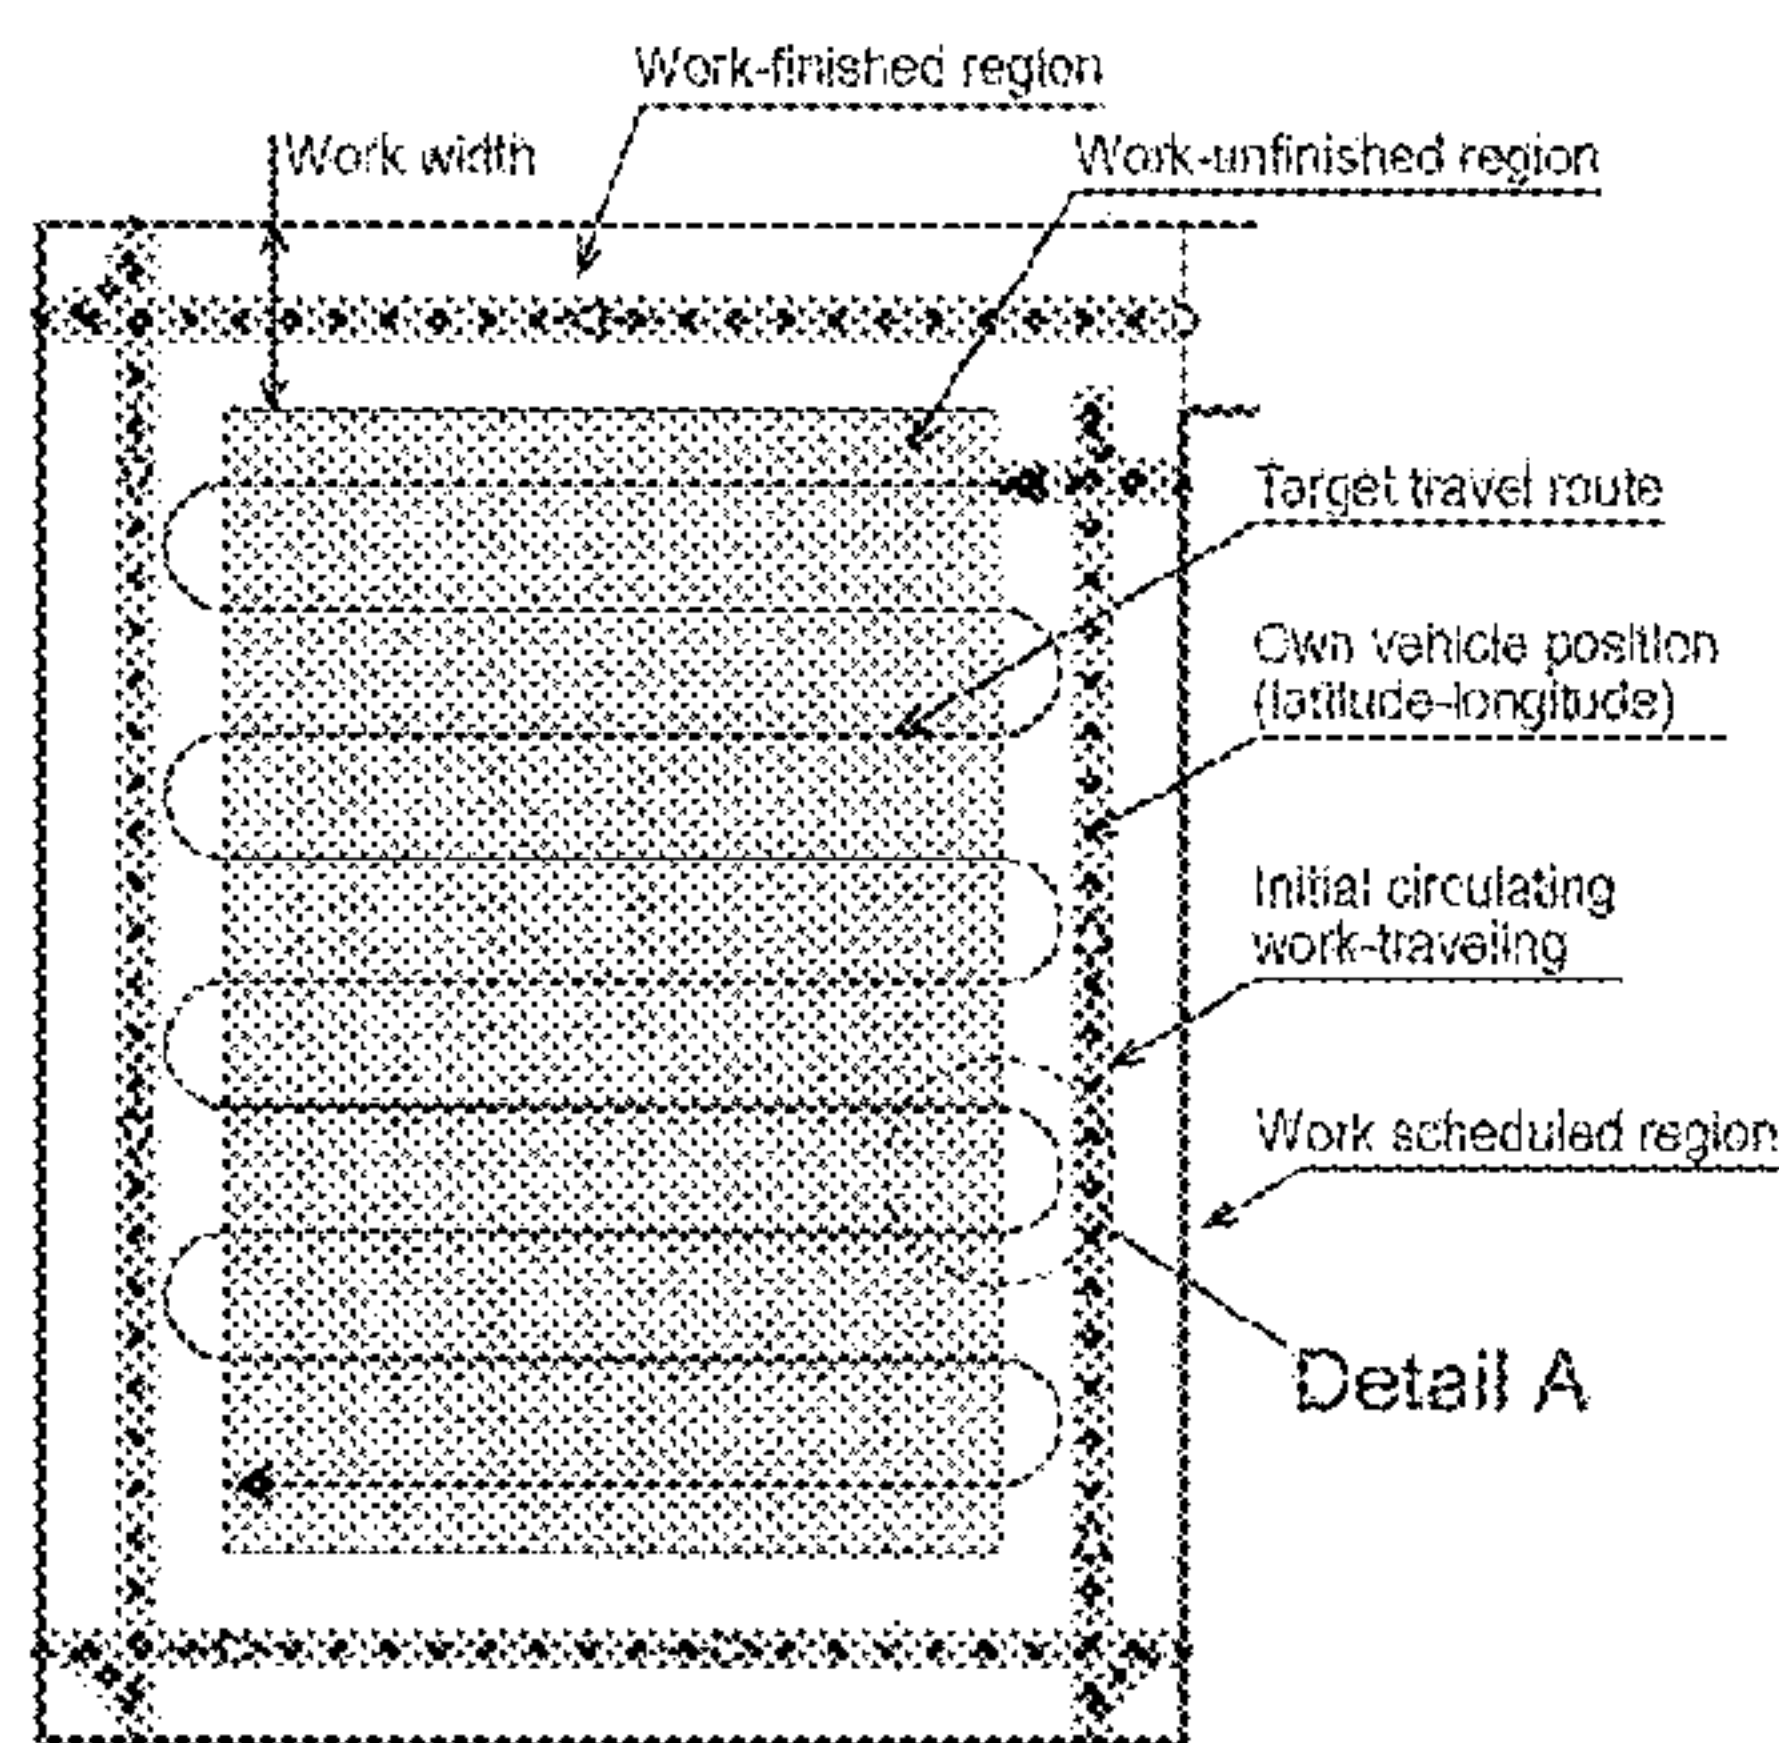 Work-finished region
Work width
Work-unfinished region
Target travel route
Own vehicle position
(latitude-longitude)
Initial circulating
work-traveling
Work scheduled region
Detail A